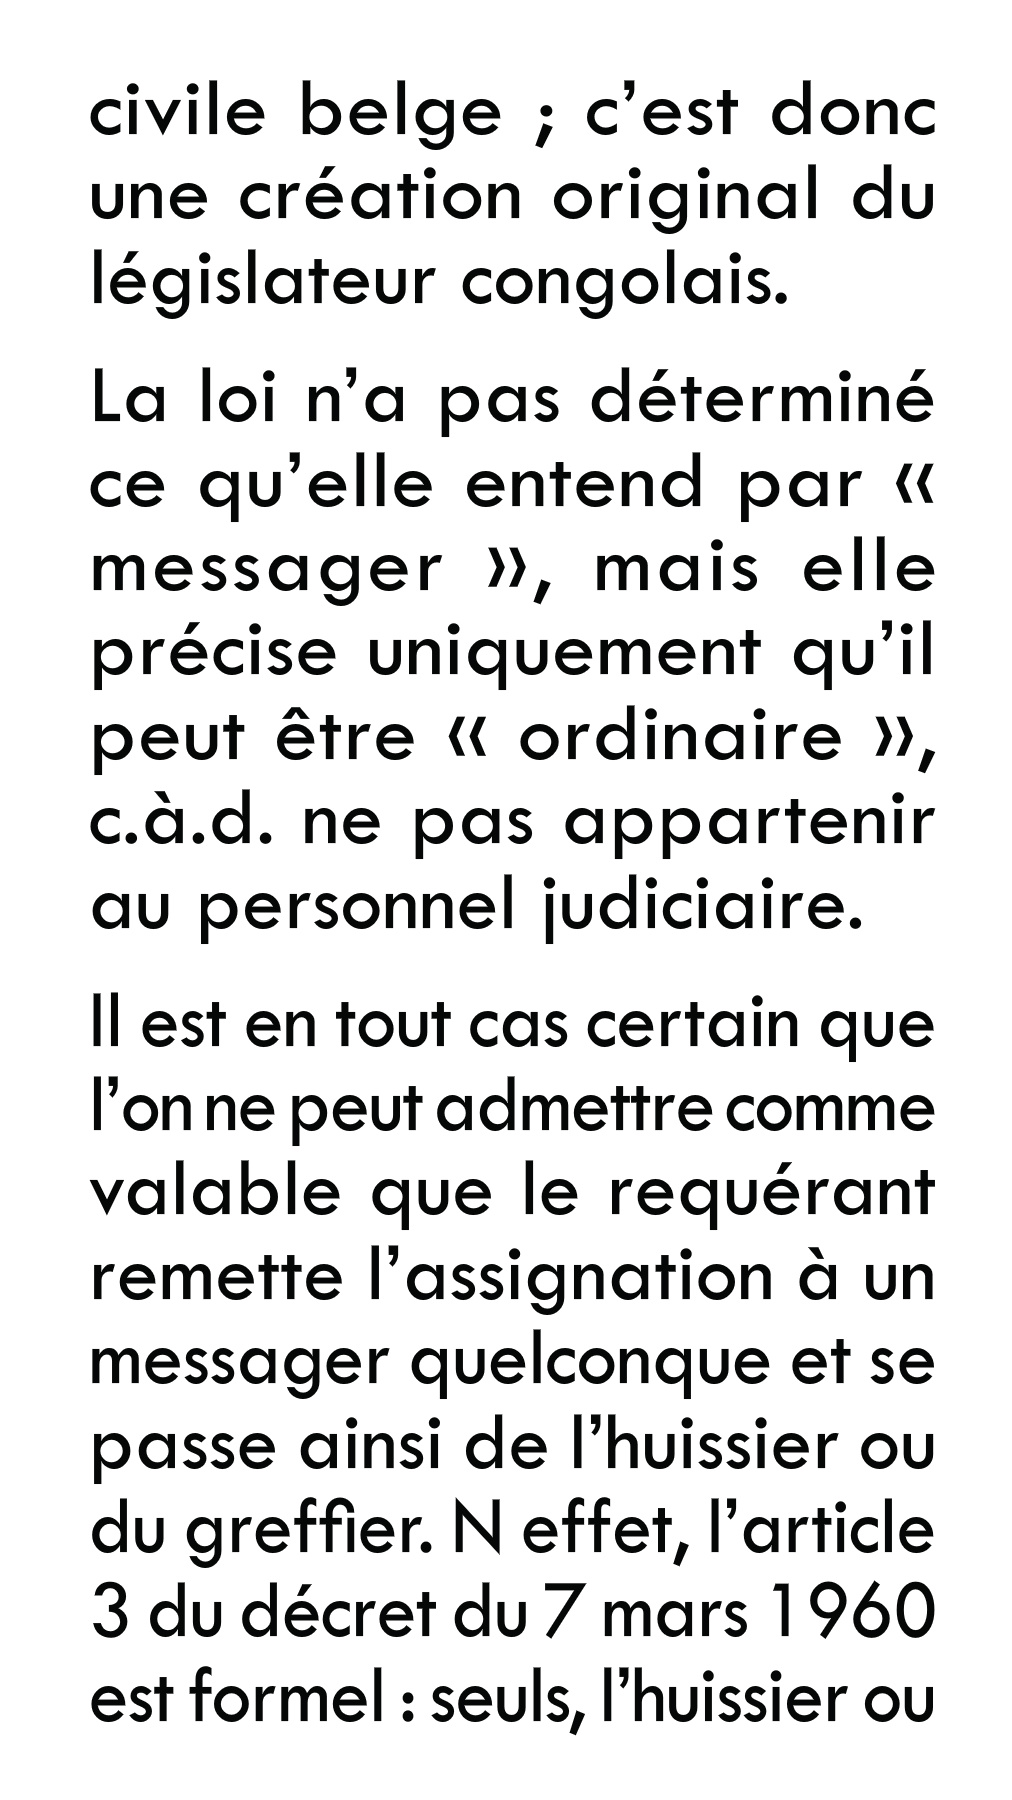 civile belge ; c’est donc
une création original du
législateur congolais.
La loi n’a pas déterminé
ce qu’elle entend par «
messager », mais elle
précise uniquement qu’il
peut être « ordinaire »,
c.à.d. ne pas appartenir
au personnel judiciaire.
Il est en tout cas certain que
l’on ne peut admettre comme
valable que le requérant
remette l’assignation à un
messager quelconque et se
passe ainsi de l’huissier ou
du greffier. N effet, l’article
3 du décret du 7 mars 1960
est formel : seuls, l’huissier ou